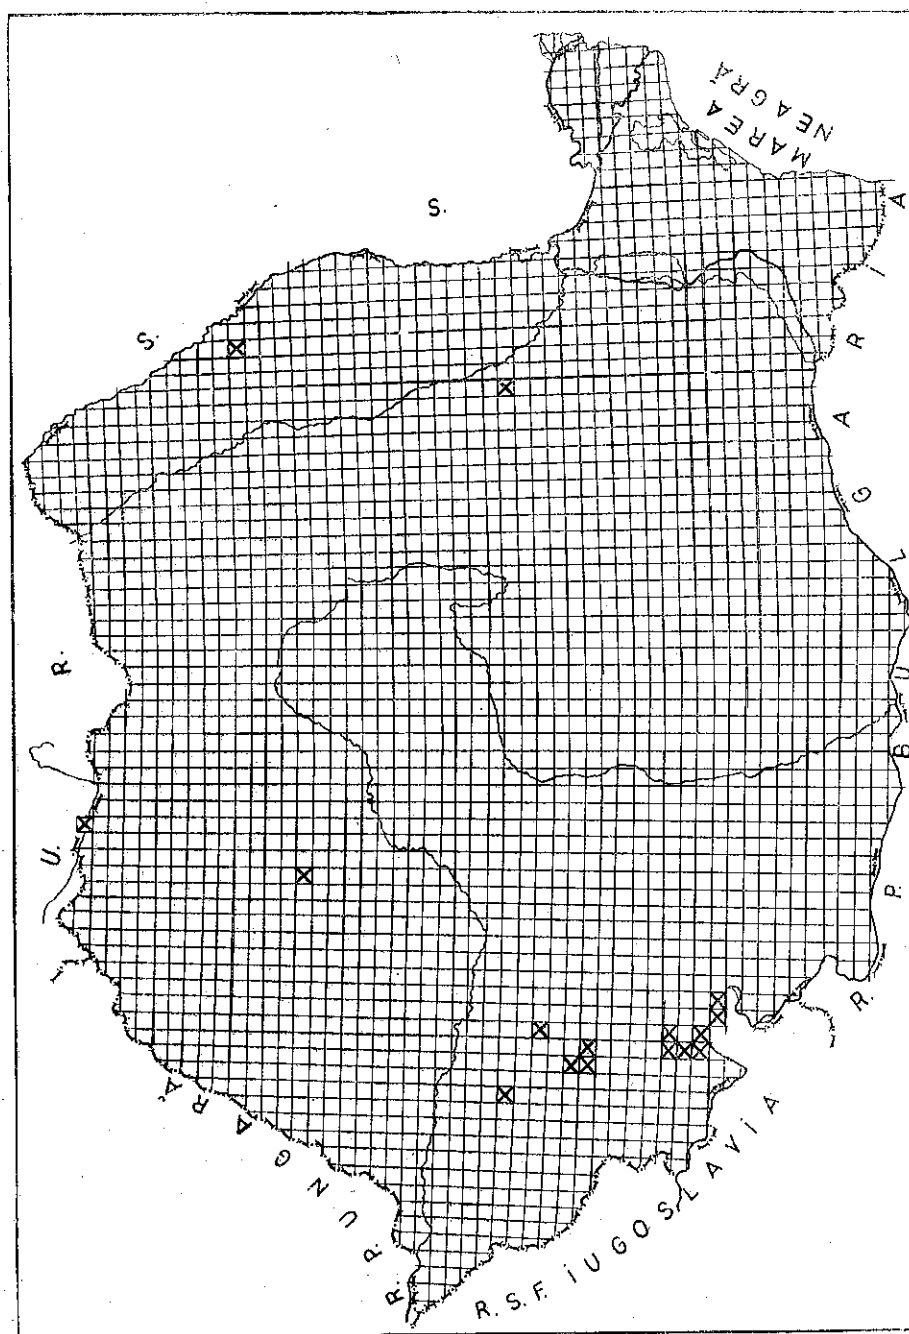 U. R. S. S.
R. P. UNGARĂ
R. S. F. iUGOSLAViA
R. P. BULGARIA
MAREA
NEAGRĂ